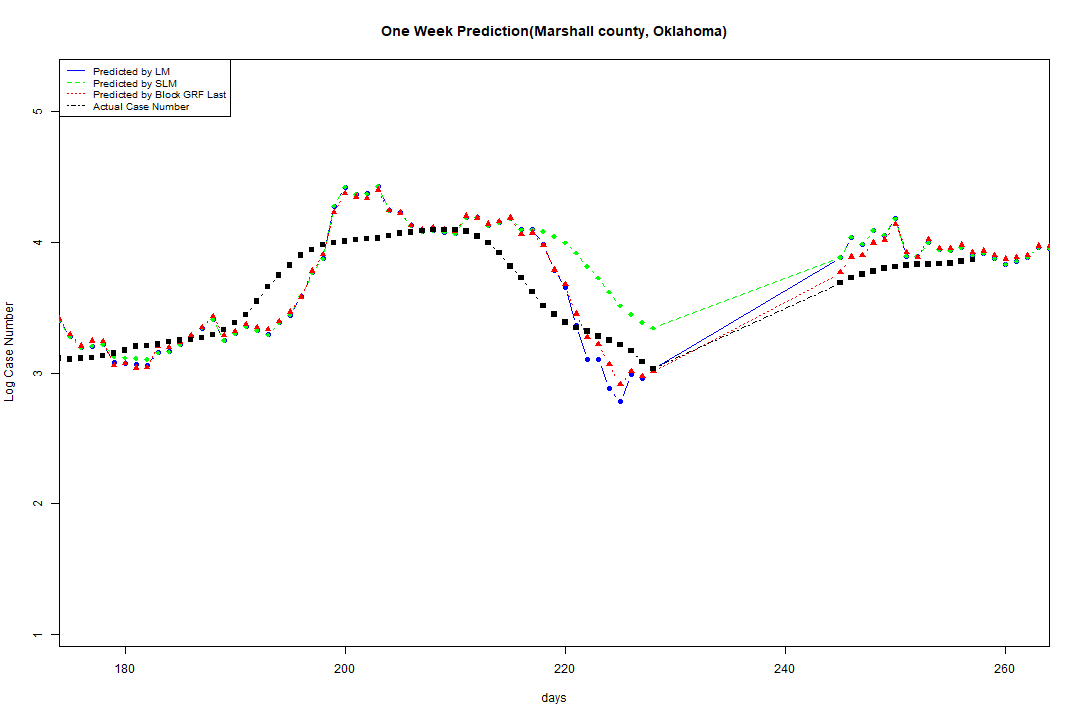 One Week Prediction(Marshall county, Oklahoma)
Predicted by LM
Predicted by SLM
Predicted by Block GRF Last
Actual Case Number
5
4
3
2
1
Log Case Number
180 200 220 240 260
days